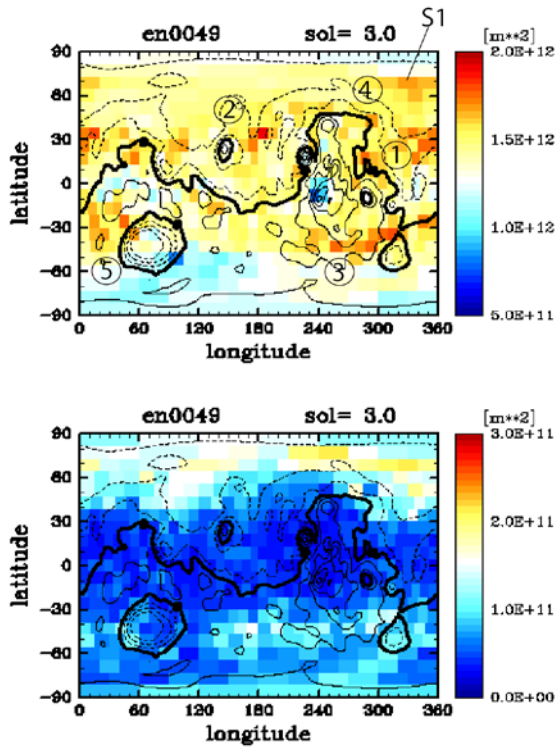 S1
en0049 sol= 3.0 [m**2]
90 2.0E+12
④
60
②
30 1.5E+12
①
0
latitude
-30 1.0E+12
⑤ ③
-60
-90 5.0E+11
0 60 120 180 240 300 360
longitude
en0049 sol= 3.0 [m**2]
90 3.0E+11
60
30 2.0E+11
0
latitude
-30 1.0E+11
-60
-90 0.0E+00
0 60 120 180 240 300 360
longitude